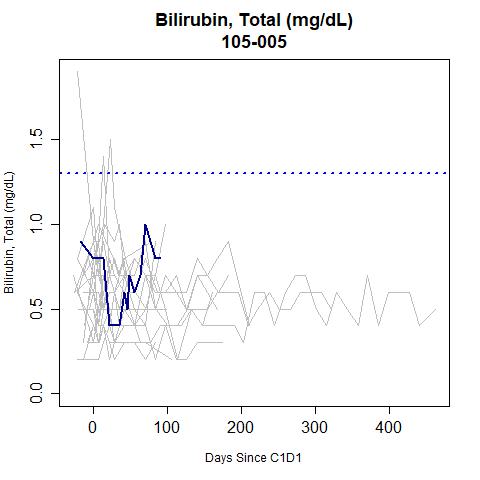 Bilirubin, Total (mg/dL)
105-005
Bilirubin, Total (mg/dL)
1.5
1.0
0.5
0.0
0 100 200 300 400
Days Since C1D1